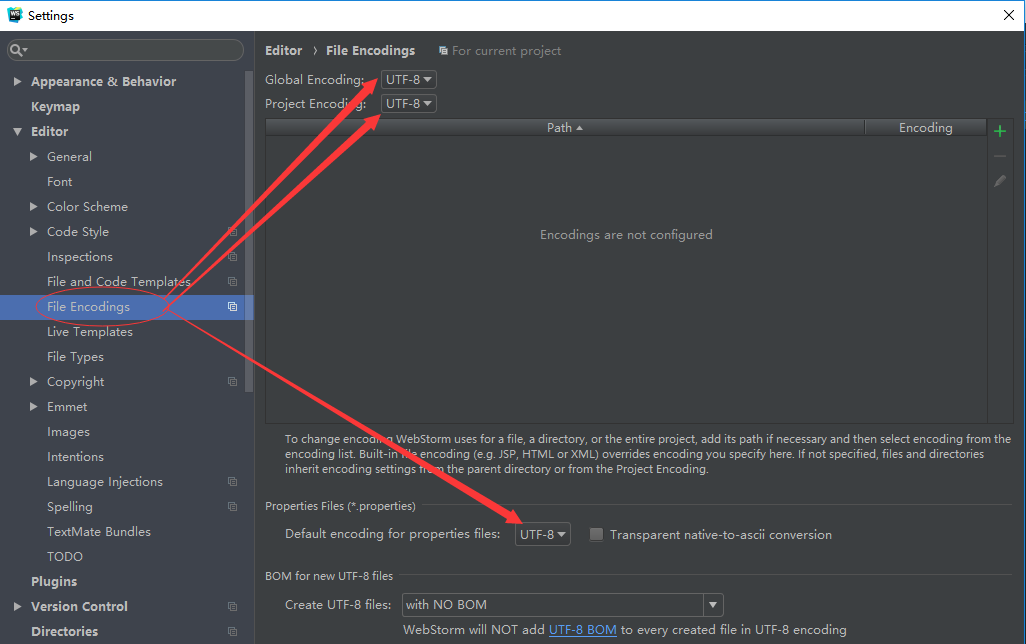 WS
Settings
Appearance & Behavior
Keymap
Editor
General
Font
Color Scheme
Code Style
Inspections
File and Code Templates
File Encodings
Live Templates
File Types
Copyright
Emmet
Images
Intentions
Language Injections
Spelling
TextMate Bundles
TODO
Plugins
Version Control
Directories
Editor › File Encodings For current project
Global Encoding: UTF-8
Project Encoding: UTF-8
Path Encoding
Encodings are not configured
To change encoding WebStorm uses for a file, a directory, or the entire project, add its path if necessary and then select encoding from the
encoding list. Built-in file encoding (e.g. JSP, HTML or XML) overrides encoding you specify here. If not specified, files and directories
inherit encoding settings from the parent directory or from the Project Encoding.
Properties Files (*.properties)
Default encoding for properties files: UTF-8 Transparent native-to-ascii conversion
BOM for new UTF-8 files
Create UTF-8 files: with NO BOM
WebStorm will NOT add UTF-8 BOM to every created file in UTF-8 encoding